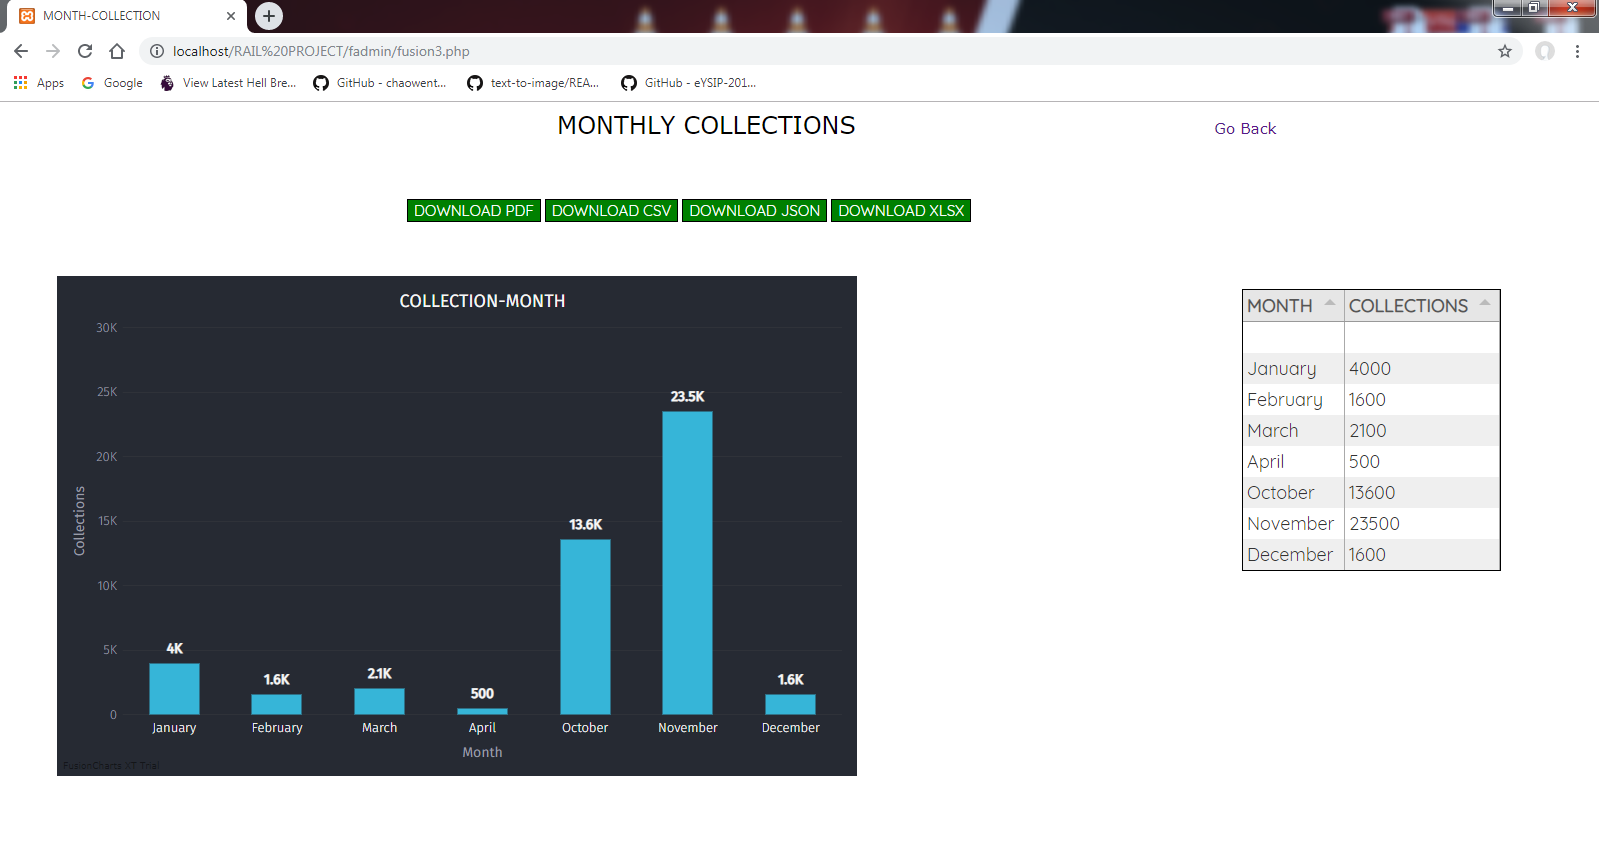 MONTH-COLLECTION
localhost/RAIL%20PROJECT/fadmin/fusion3.php
Apps Google View Latest Hell Bre... GitHub - chaowent... text-to-image/REA... GitHub - eYSIP-201...
MONTHLY COLLECTIONS
Go Back
DOWNLOAD PDF DOWNLOAD CSV DOWNLOAD JSON DOWNLOAD XLSX
COLLECTION-MONTH
30K
25K
20K
15K
10K
5K
0
Collections
4K
1.6K
2.1K
500
13.6K
23.5K
1.6K
January February March April October November December
Month
FusionCharts XT Trial
MONTH COLLECTIONS
January 4000
February 1600
March 2100
April 500
October 13600
November 23500
December 1600